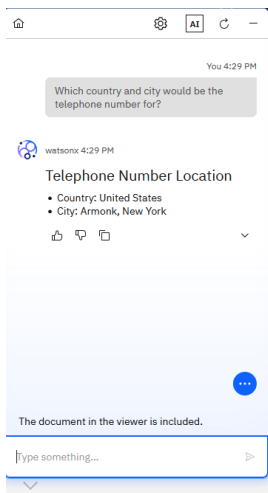 AI
You 4:29 PM
Which country and city would be the
telephone number for?
watsonx 4:29 PM
Telephone Number Location
• Country: United States
• City: Armonk, New York
The document in the viewer is included.
Type something...